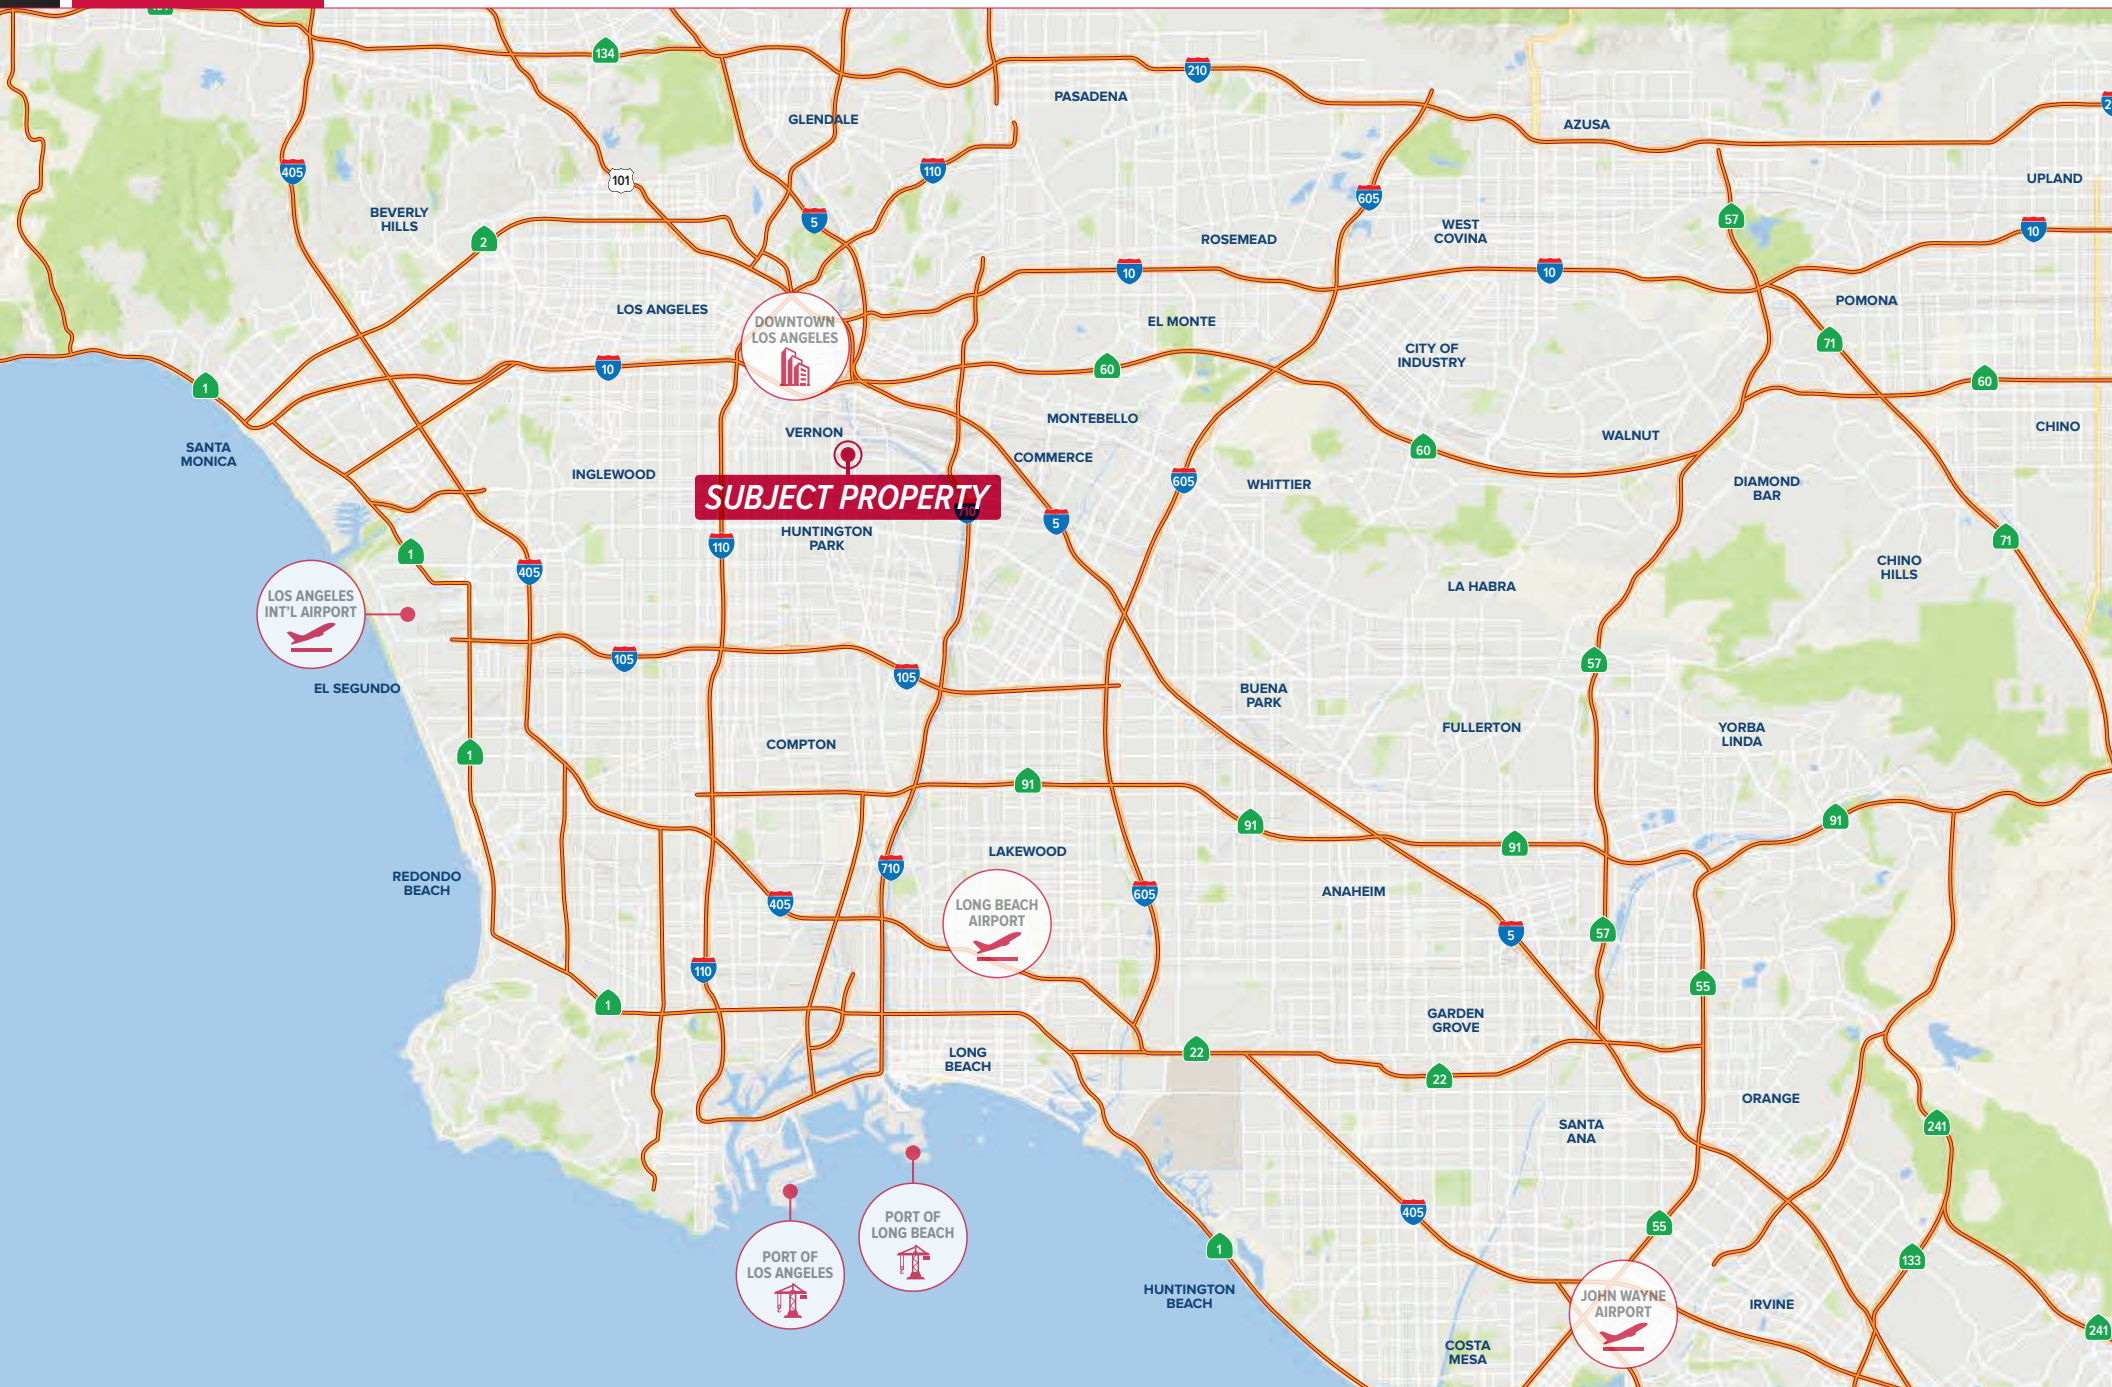 134
210
PASADENA
GLENDALE
AZUSA
405
101
110
605
UPLAND
BEVERLY
HILLS
2
5
ROSEMEAD
WEST
COVINA
57
10
10
10
LOS ANGELES
DOWNTOWN
LOS ANGELES
EL MONTE
POMONA
CITY OF
INDUSTRY
71
1
10
60
60
SANTA
MONICA
VERNON
MONTEBELLO
COMMERCE
60
WALNUT
CHINO
INGLEWOOD
SUBJECT PROPERTY
710
605
WHITTIER
DIAMOND
BAR
HUNTINGTON
PARK
110
5
71
1
405
LOS ANGELES
INT'L AIRPORT
LA HABRA
CHINO
HILLS
105
105
57
EL SEGUNDO
BUENA
PARK
FULLERTON
YORBA
LINDA
1
COMPTON
91
91
91
91
REDONDO
BEACH
710
LAKEWOOD
ANAHEIM
405
LONG BEACH
AIRPORT
605
5
57
110
55
1
LONG
BEACH
22
GARDEN
GROVE
22
ORANGE
SANTA
ANA
241
PORT OF
LONG BEACH
405
55
PORT OF
LOS ANGELES
1
133
HUNTINGTON
BEACH
JOHN WAYNE
AIRPORT
IRVINE
241
COSTA
MESA